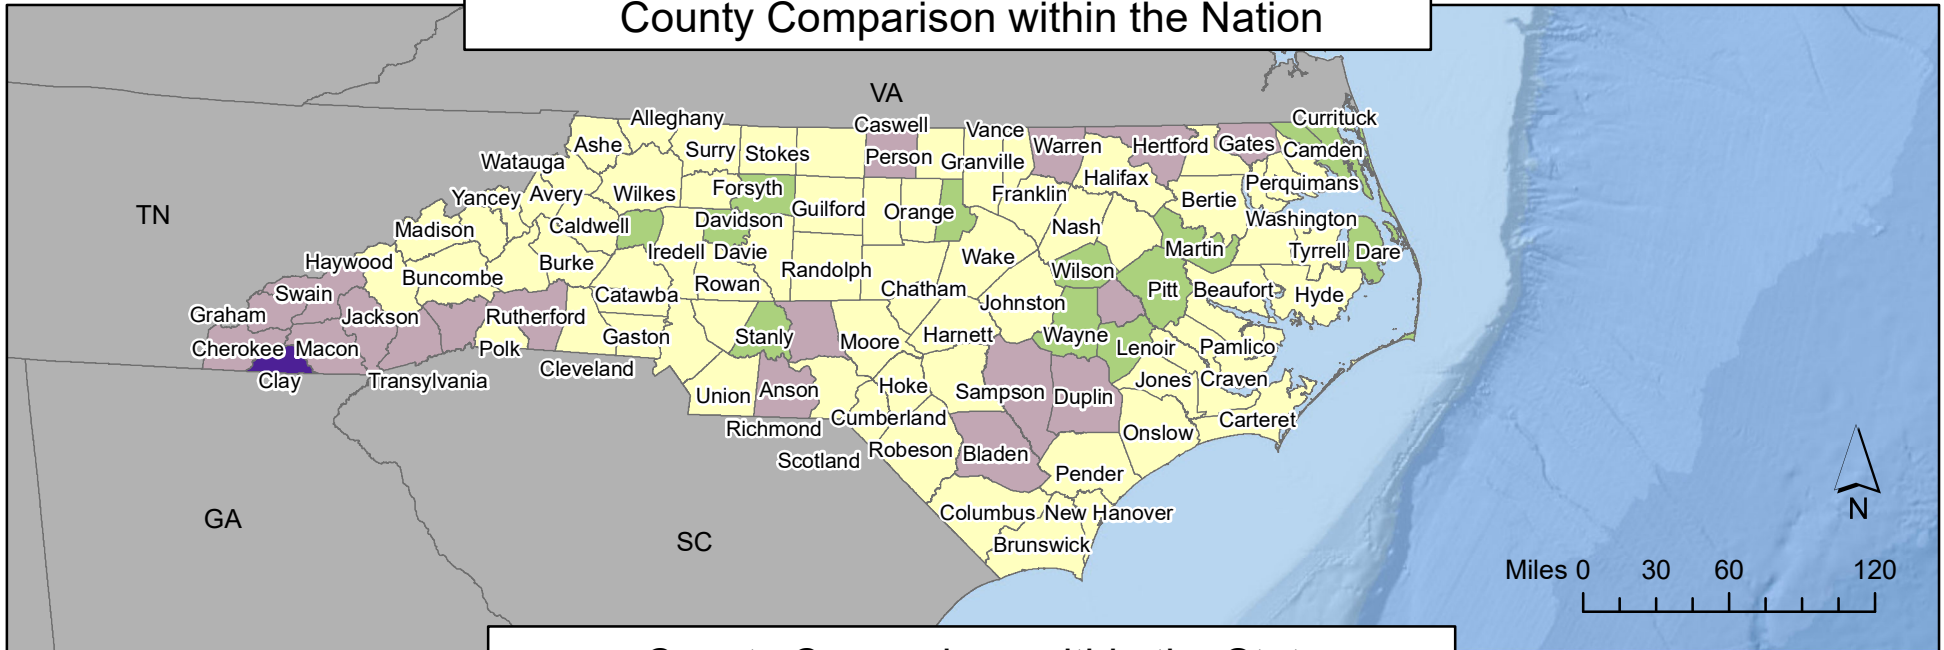 County Comparison within the Nation
VA
Currituck
Alleghany
Caswell
Vance
Ashe
Surry
Stokes
Person
Granville
Warren
Hertford
Gates
Camden
Watauga
Halifax
Perquimans
Yancey
Avery
Wilkes
Forsyth
Franklin
Bertie
TN
Madison
Caldwell
Davidson
Guilford
Orange
Nash
Washington
Haywood
Buncombe
Burke
Iredell
Davie
Randolph
Wake
Wilson
Martin
Tyrrell
Dare
Swain
Catawba
Rowan
Chatham
Johnston
Pitt
Beaufort
Hyde
Graham
Jackson
Rutherford
Gaston
Stanly
Moore
Harnett
Wayne
Lenoir
Pamlico
Cherokee
Macon
Polk
Cleveland
Clay
Transylvania
Union
Anson
Hoke
Sampson
Duplin
Jones
Craven
Richmond
Cumberland
Onslow
Carteret
Scotland
Robeson
Bladen
Pender
GA
SC
Columbus
New Hanover
Brunswick
N
Miles 0 30 60 120